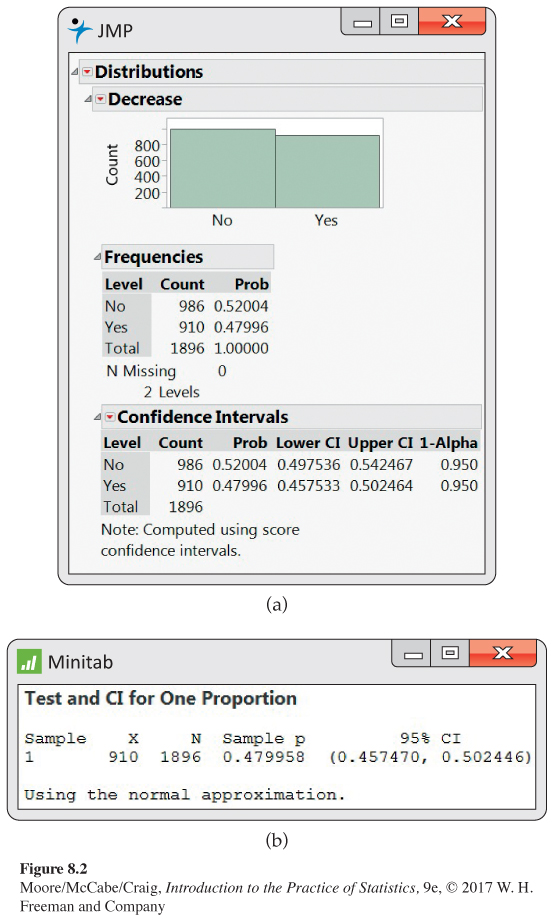 JMP
Distributions
Decrease
Count
800
600
400
200
No Yes
Frequencies
Level Count Prob
No 986 0.52004
Yes 910 0.47996
Total 1896 1.00000
N Missing 0
2 Levels
Confidence Intervals
Level Count Prob Lower CI Upper CI 1-Alpha
No 986 0.52004 0.497536 0.542467 0.950
Yes 910 0.47996 0.457533 0.502464 0.950
Total 1896
Note: Computed using score
confidence intervals.
(a)
Minitab
Test and CI for One Proportion
Sample X N Sample p 95% CI
1 910 1896 0.479958 (0.457470, 0.502446)
Using the normal approximation.
(b)
Figure 8.2
Moore/McCabe/Craig, Introduction to the Practice of Statistics, 9e, © 2017 W. H.
Freeman and Company